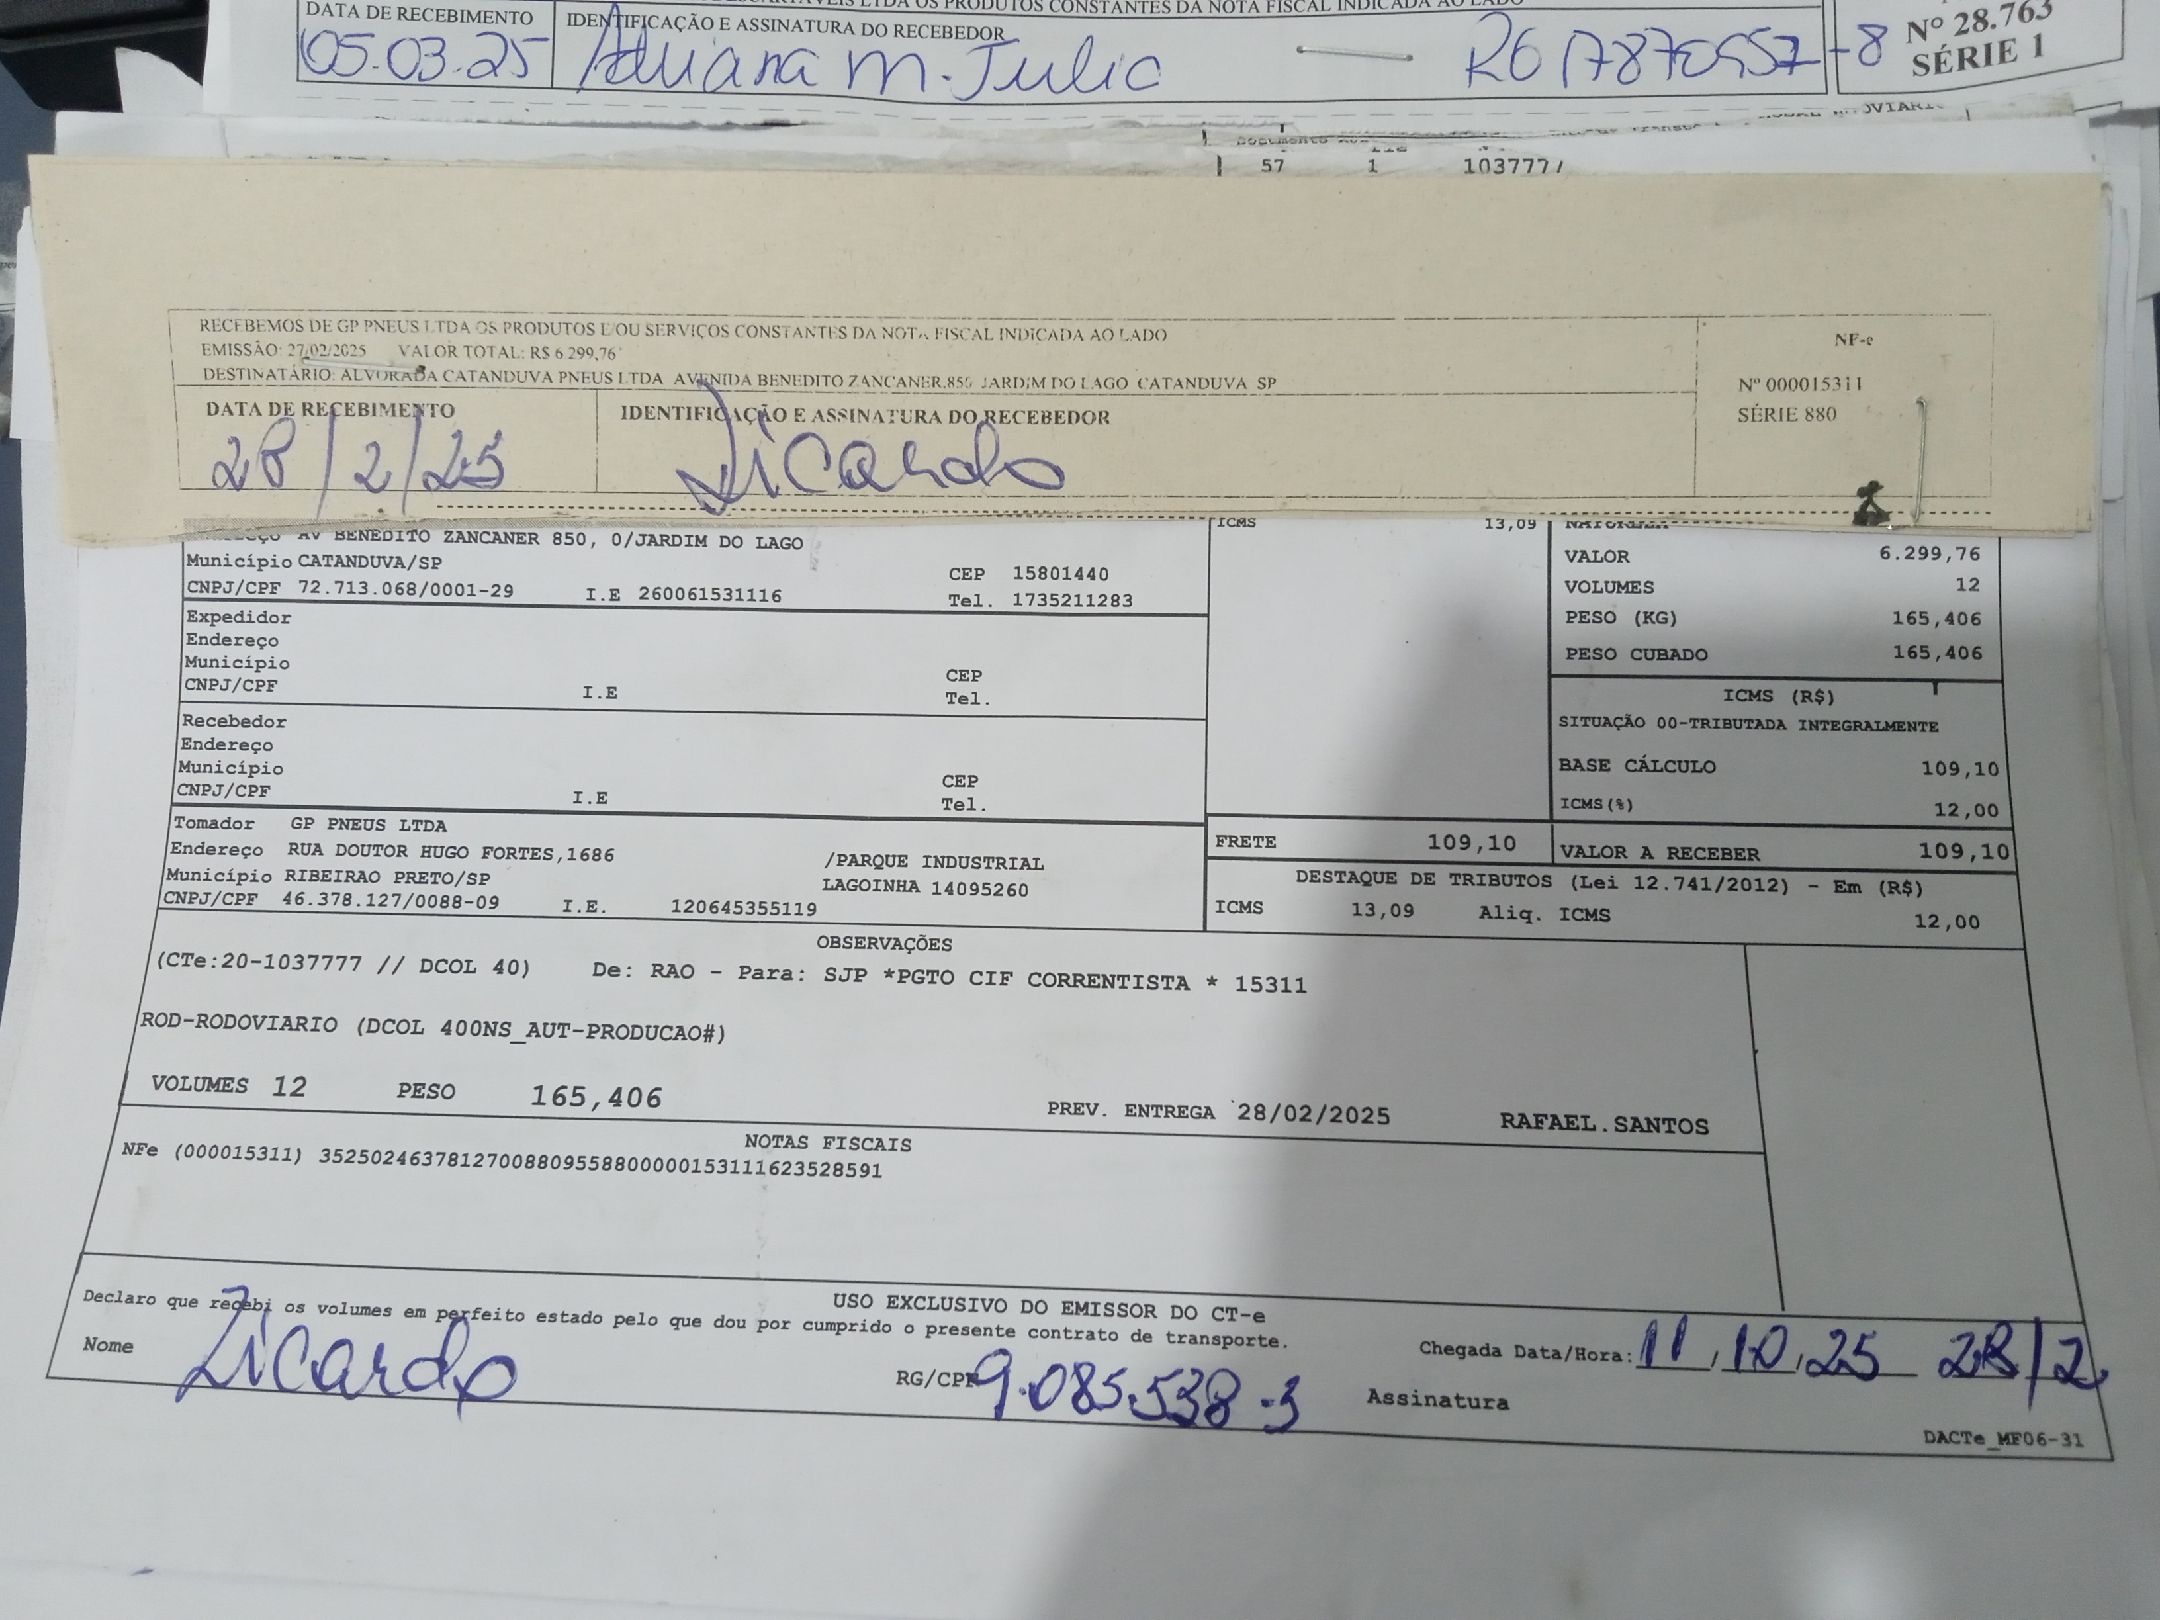 DATA DE RECEBIMENTO
IDENTIFICAÇÃO E ASSINATURA DO RECEBEDOR
05.03.25 Adriana M. Julio
Nº 28.763
SÉRIE 1
57 1 1037777
RECEBEMOS DE GP PNEUS LTDA OS PRODUTOS E/OU SERVIÇOS CONSTANTES DA NOTA FISCAL INDICADA AO LADO
EMISSÃO: 27/02/2025 VALOR TOTAL: R$ 6 299,76
DESTINATÁRIO: ALVORADA CATANDUVA PNEUS LTDA AVENIDA BENEDITO ZANCANER,850 JARDIM DO LAGO CATANDUVA SP
NF-e
Nº 000015311
SÉRIE 880
DATA DE RECEBIMENTO
IDENTIFICAÇÃO E ASSINATURA DO RECEBEDOR
28/2/25 Ricardo
AV BENEDITO ZANCANER 850, 0/JARDIM DO LAGO
Município CATANDUVA/SP
CEP 15801440
CNPJ/CPF 72.713.068/0001-29 I.E 260061531116 Tel. 1735211283
ICMS 13,09
VALOR 6.299,76
VOLUMES 12
PESO (KG) 165,406
PESO CUBADO 165,406
Expedidor
Endereço
Município CEP
CNPJ/CPF I.E Tel.
ICMS (R$)
SITUAÇÃO 00-TRIBUTADA INTEGRALMENTE
BASE CÁLCULO 109,10
ICMS(%) 12,00
Recebedor
Endereço
Município CEP
CNPJ/CPF I.E Tel.
Tomador GP PNEUS LTDA
Endereço RUA DOUTOR HUGO FORTES,1686 /PARQUE INDUSTRIAL
Município RIBEIRAO PRETO/SP LAGOINHA 14095260
CNPJ/CPF 46.378.127/0088-09 I.E. 120645355119
FRETE 109,10 VALOR A RECEBER 109,10
DESTAQUE DE TRIBUTOS (Lei 12.741/2012) - Em (R$)
ICMS 13,09 Aliq. ICMS 12,00
OBSERVAÇÕES
(CTe:20-1037777 // DCOL 40) De: RAO - Para: SJP *PGTO CIF CORRENTISTA * 15311
ROD-RODOVIARIO (DCOL 400NS_AUT-PRODUCAO#)
VOLUMES 12 PESO 165,406 PREV. ENTREGA 28/02/2025 RAFAEL.SANTOS
NOTAS FISCAIS
NFe (000015311) 35250246378127008809558800000153111623528591
USO EXCLUSIVO DO EMISSOR DO CT-e
Declaro que recebi os volumes em perfeito estado pelo que dou por cumprido o presente contrato de transporte.
Nome Ricardo RG/CPF 9.085.538-3
Chegada Data/Hora: 11,10,25 28/2
Assinatura
DACTe_MF06-31